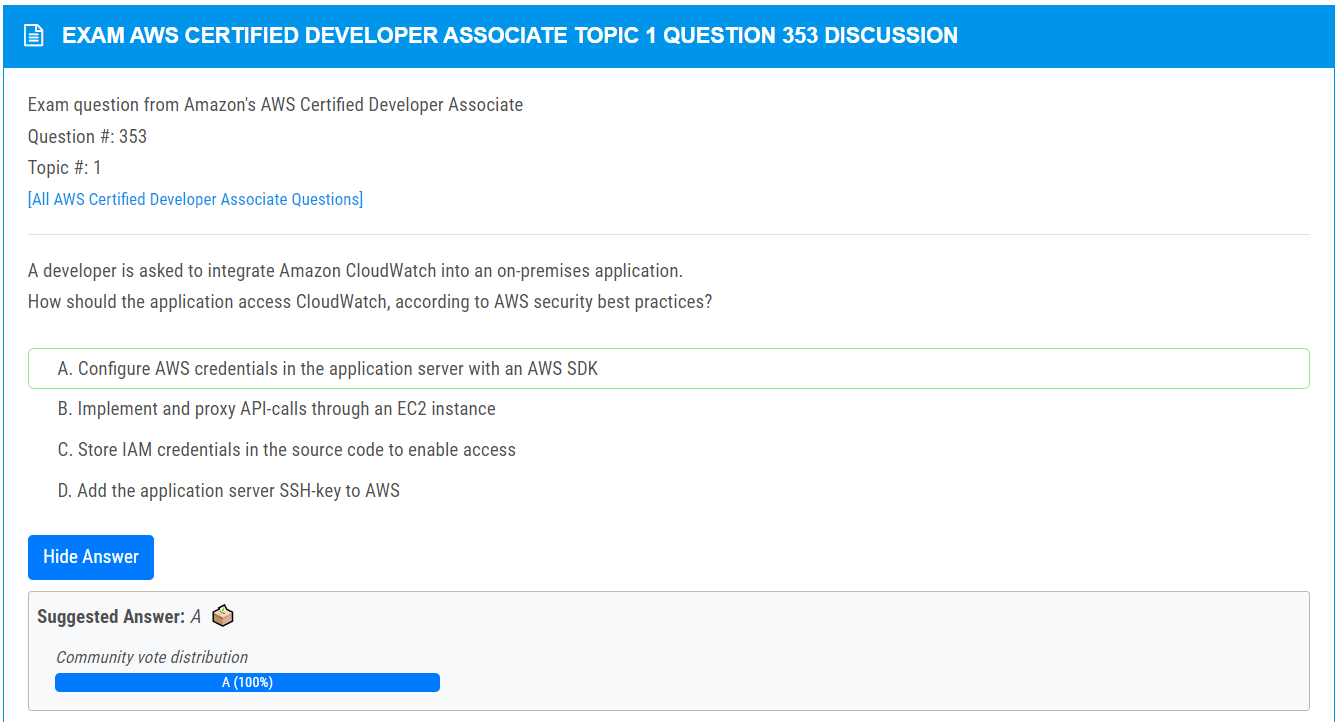 EXAM AWS CERTIFIED DEVELOPER ASSOCIATE TOPIC 1 QUESTION 353 DISCUSSION
Exam question from Amazon's AWS Certified Developer Associate
Question #: 353
Topic #: 1
[All AWS Certified Developer Associate Questions]
A developer is asked to integrate Amazon CloudWatch into an on-premises application.
How should the application access CloudWatch, according to AWS security best practices?
A. Configure AWS credentials in the application server with an AWS SDK
B. Implement and proxy API-calls through an EC2 instance
C. Store IAM credentials in the source code to enable access
D. Add the application server SSH-key to AWS
Hide Answer
Suggested Answer: A
Community vote distribution
A (100%)